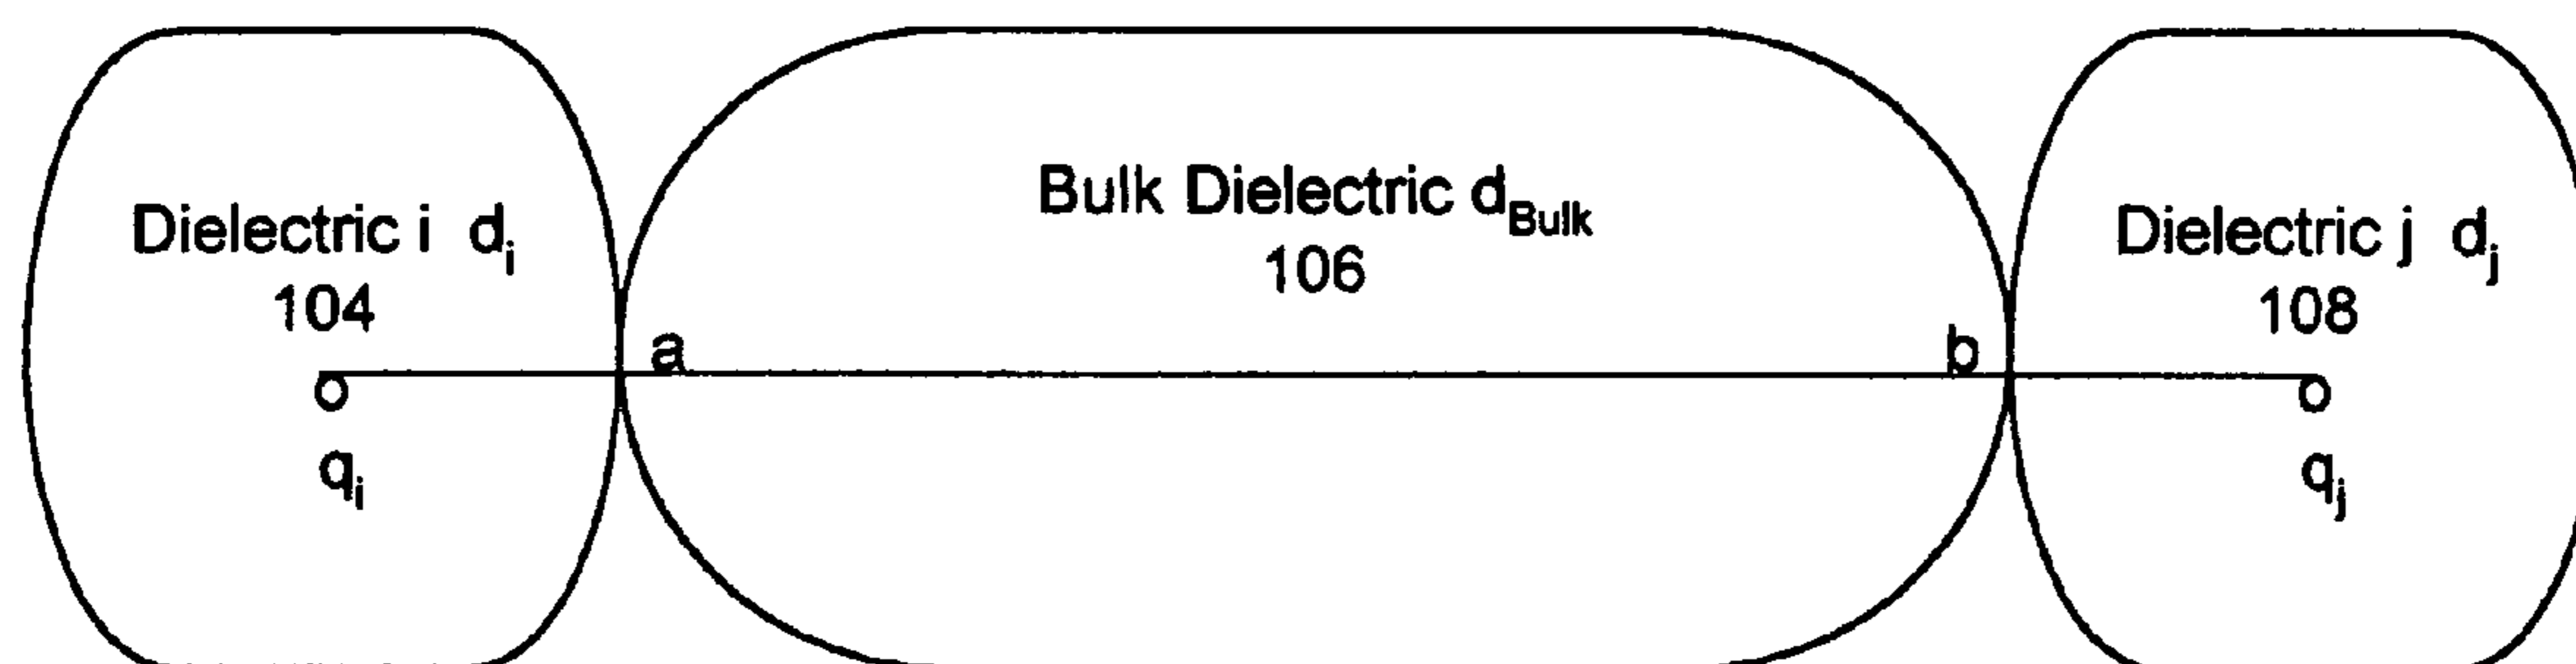 Dielectric i d_i
104
Bulk Dielectric d_Bulk
106
Dielectric j d_j
108
a
b
o
q_i
o
q_j